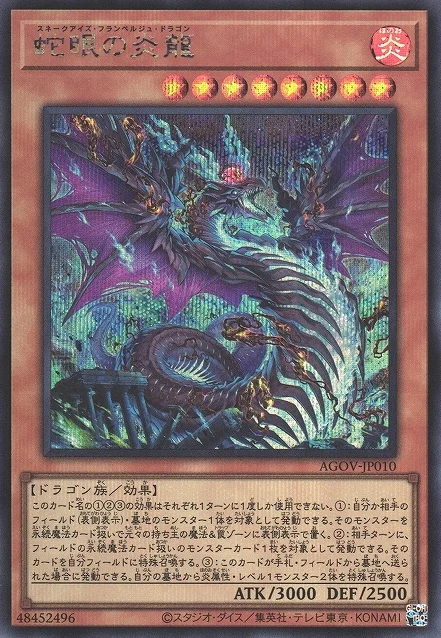 スネークアイズ・フランベルジュ・ドラゴン
蛇眼の炎龍
ほのお
炎
AGOV-JP010
【ドラゴン族/効果】
このカード名の①②③の効果はそれぞれ1ターンに1度しか使用できない。①:自分か相手の
フィールド(表側表示)・墓地のモンスター1体を対象として発動できる。そのモンスターを
永続魔法カード扱いで元々の持ち主の魔法&罠ゾーンに表側表示で置く。②:相手ターンに、
フィールドの永続魔法カード扱いのモンスターカード1枚を対象として発動できる。その
カードを自分フィールドに特殊召喚する。③:このカードが手札・フィールドから墓地へ送ら
れた場合に発動できる。自分の墓地から炎属性・レベル1モンスター2体を特殊召喚する。
ATK/3000 DEF/2500
48452496
©スタジオ・ダイス/集英社・テレビ東京・KONAMI